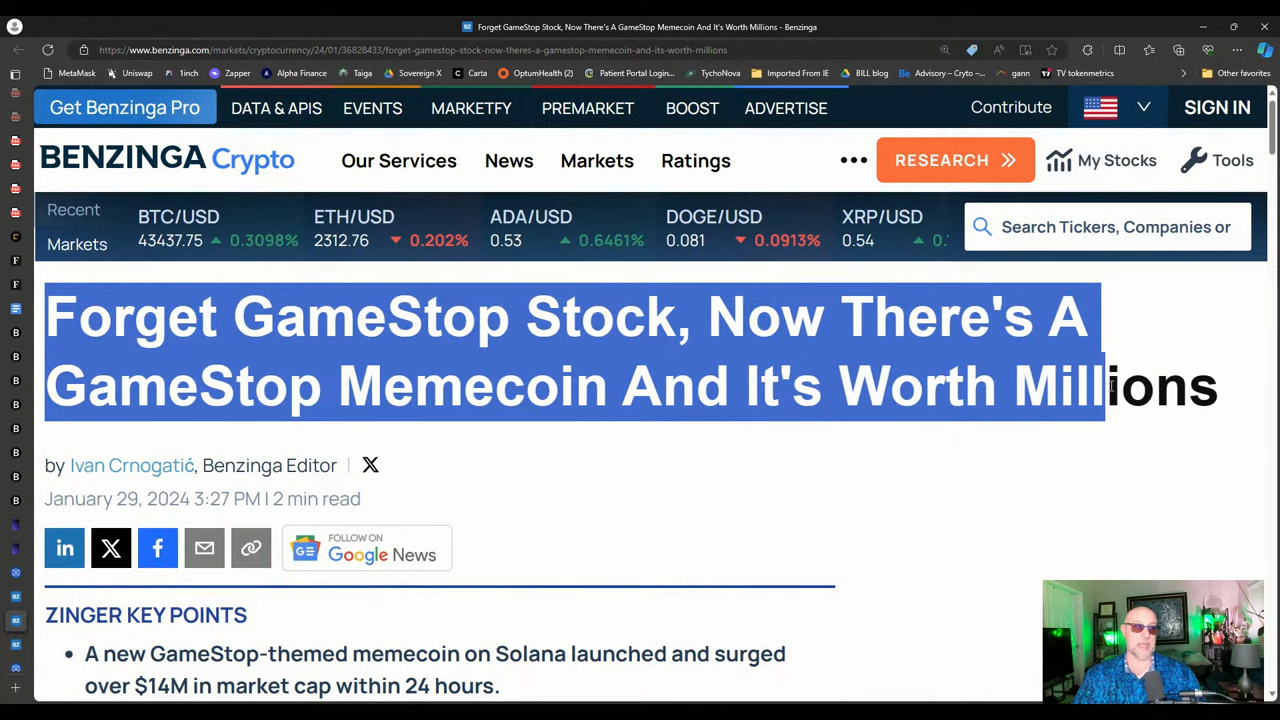 Forget GameStop Stock, Now There's A GameStop Memecoin And It's Worth Millions - Benzinga
https://www.benzinga.com/markets/cryptocurrency/24/01/36828433/forget-gamestop-stock-now-theres-a-gamestop-memecoin-and-its-worth-millions
MetaMask Uniswap 1inch Zapper Alpha Finance Taiga Sovereign X Carta OptumHealth (2) Patient Portal Login... TychoNova Imported From IE BILL blog Advisory – Cryto –... gann TV tokenmetrics Other favorites
Get Benzinga Pro DATA & APIS EVENTS MARKETFY PREMARKET BOOST ADVERTISE Contribute SIGN IN
BENZINGA Crypto Our Services News Markets Ratings ••• RESEARCH My Stocks Tools
Recent BTC/USD ETH/USD ADA/USD DOGE/USD XRP/USD
Search Tickers, Companies or
Markets 43437.75 0.3098% 2312.76 0.202% 0.53 0.6461% 0.081 0.0913% 0.54 0.
Forget GameStop Stock, Now There's A
GameStop Memecoin And It's Worth Millions
by Ivan Crnogatić, Benzinga Editor | X
January 29, 2024 3:27 PM | 2 min read
in X f FOLLOW ON
GE Google News
ZINGER KEY POINTS
• A new GameStop-themed memecoin on Solana launched and surged
over $14M in market cap within 24 hours.